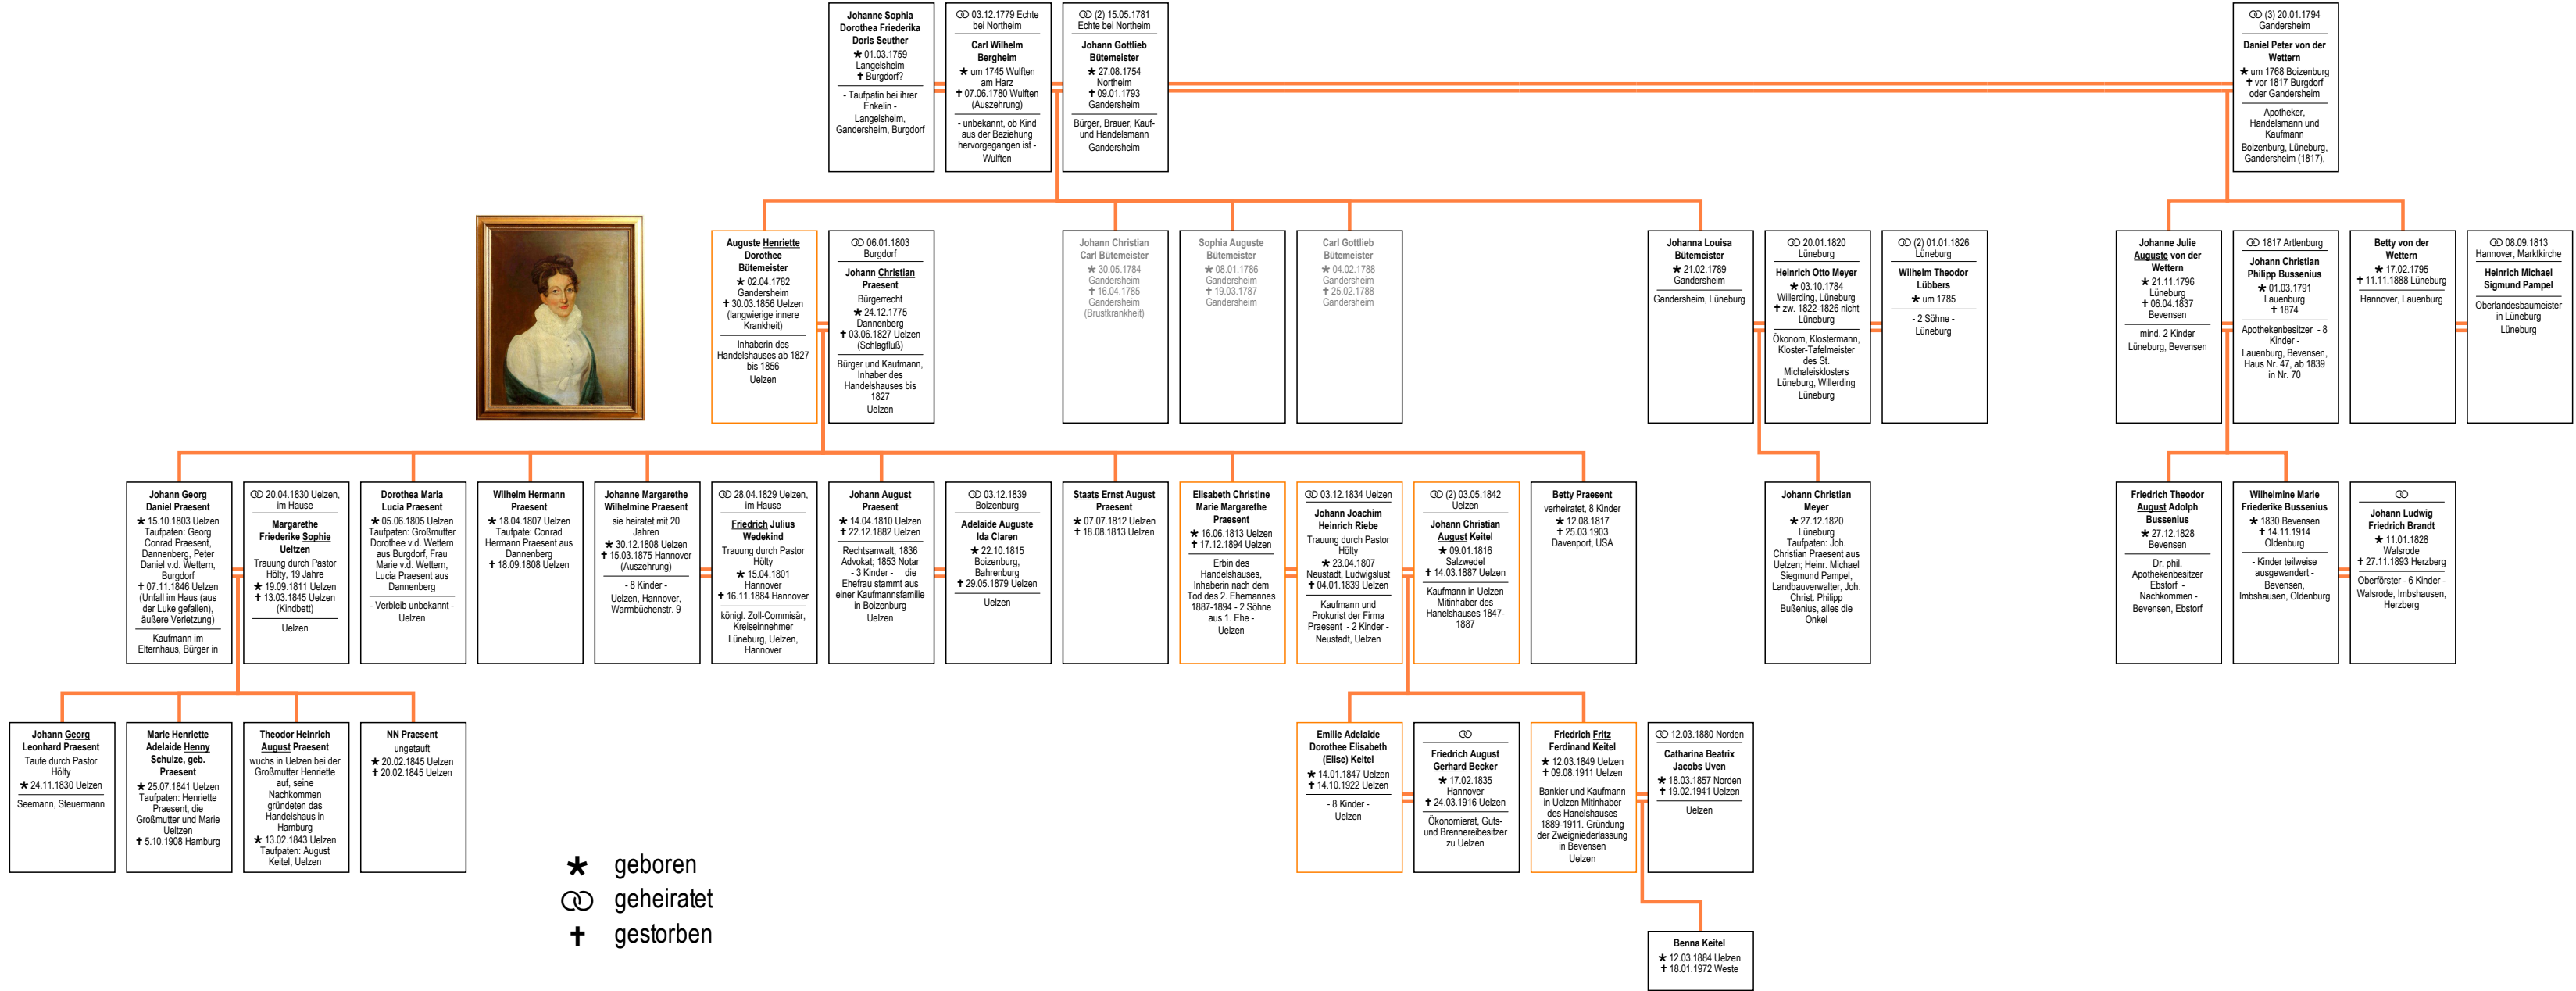 Johanne Sophia
Dorothea Friederika
Doris Seuther
* 01.03.1759
Langelsheim
† Burgdorf?
- Taufpatin bei ihrer
Enkelin -
Langelsheim,
Gandersheim, Burgdorf
⚭ 03.12.1779 Echte
bei Northeim
Carl Wilhelm
Bergheim
* um 1745 Wulften
am Harz
† 07.06.1780 Wulften
(Auszehrung)
- unbekannt, ob Kind
aus der Beziehung
hervorgegangen ist -
Wulften
⚭ (2) 15.05.1781
Echte bei Northeim
Johann Gottlieb
Bütemeister
* 27.08.1754
Northeim
† 09.01.1793
Gandersheim
Bürger, Brauer, Kauf-
und Handelsmann
Gandersheim
⚭ (3) 20.01.1794
Gandersheim
Daniel Peter von der
Wettern
* um 1768 Boizenburg
† vor 1817 Burgdorf
oder Gandersheim
Apotheker,
Handelsmann und
Kaufmann
Boizenburg, Lüneburg,
Gandersheim (1817),
Auguste Henriette
Dorothee
Bütemeister
* 02.04.1782
Gandersheim
† 30.03.1856 Uelzen
(langwierige innere
Krankheit)
Inhaberin des
Handelshauses ab 1827
bis 1856
Uelzen
⚭ 06.01.1803
Burgdorf
Johann Christian
Praesent
Bürgerrecht
* 24.12.1775
Dannenberg
† 03.06.1827 Uelzen
(Schlagfluß)
Bürger und Kaufmann,
Inhaber des
Handelshauses bis
1827
Uelzen
Johann Christian
Carl Bütemeister
* 30.05.1784
Gandersheim
† 16.04.1785
Gandersheim
(Brustkrankheit)
Sophia Auguste
Bütemeister
* 08.01.1786
Gandersheim
† 19.03.1787
Gandersheim
Carl Gottlieb
Bütemeister
* 04.02.1788
Gandersheim
† 25.02.1788
Gandersheim
Johanna Louisa
Bütemeister
* 21.02.1789
Gandersheim
Gandersheim, Lüneburg
⚭ 20.01.1820
Lüneburg
Heinrich Otto Meyer
* 03.10.1784
Willerding, Lüneburg
† zw. 1822-1826 nicht
Lüneburg
Ökonom, Klostermann,
Kloster-Tafelmeister
des St.
Michaeisklosters
Lüneburg, Willerding
Lüneburg
⚭ (2) 01.01.1826
Lüneburg
Wilhelm Theodor
Lübbers
* um 1785
- 2 Söhne -
Lüneburg
Johanne Julie
Auguste von der
Wettern
* 21.11.1796
Lüneburg
† 06.04.1837
Bevensen
mind. 2 Kinder
Lüneburg, Bevensen
⚭ 1817 Artlenburg
Johann Christian
Philipp Bussenius
* 01.03.1791
Lauenburg
† 1874
Apothekenbesitzer - 8
Kinder -
Lauenburg, Bevensen,
Haus Nr. 47, ab 1839
in Nr. 70
Betty von der
Wettern
* 17.02.1795
† 11.11.1888 Lüneburg
Hannover, Lauenburg
⚭ 08.09.1813
Hannover, Marktkirche
Heinrich Michael
Sigmund Pampel
Oberlandesbaumeister
in Lüneburg
Lüneburg
Johann Georg
Daniel Praesent
* 15.10.1803 Uelzen
Taufpaten: Georg
Conrad Praesent,
Dannenberg, Peter
Daniel v.d. Wettern,
Burgdorf
† 07.11.1846 Uelzen
(Unfall im Haus (aus
der Luke gefallen),
äußere Verletzung)
Kaufmann im
Elternhaus, Bürger in
⚭ 20.04.1830 Uelzen,
im Hause
Margarethe
Friederike Sophie
Ueltzen
Trauung durch Pastor
Hölty, 19 Jahre
* 19.09.1811 Uelzen
† 13.03.1845 Uelzen
(Kindbett)
Uelzen
Dorothea Maria
Lucia Praesent
* 05.06.1805 Uelzen
Taufpaten: Großmutter
Dorothee v.d. Wettern
aus Burgdorf, Frau
Marie v.d. Wettern,
Lucia Praesent aus
Dannenberg
- Verbleib unbekannt -
Uelzen
Wilhelm Hermann
Praesent
* 18.04.1807 Uelzen
Taufpate: Conrad
Hermann Praesent aus
Dannenberg
† 18.09.1808 Uelzen
Johanne Margarethe
Wilhelmine Praesent
sie heiratet mit 20
Jahren
* 30.12.1808 Uelzen
† 15.03.1875 Hannover
(Auszehrung)
- 8 Kinder -
Uelzen, Hannover,
Warmbüchenstr. 9
⚭ 28.04.1829 Uelzen,
im Hause
Friedrich Julius
Wedekind
Trauung durch Pastor
Hölty
* 15.04.1801
Hannover
† 16.11.1884 Hannover
königl. Zoll-Commisär,
Kreiseinnehmer
Lüneburg, Uelzen,
Hannover
Johann August
Praesent
* 14.04.1810 Uelzen
† 22.12.1882 Uelzen
Rechtsanwalt, 1836
Advokat; 1853 Notar
- 3 Kinder - die
Ehefrau stammt aus
einer Kaufmannsfamilie
in Boizenburg
Uelzen
⚭ 03.12.1839
Boizenburg
Adelaide Auguste
Ida Claren
* 22.10.1815
Boizenburg,
Bahrenburg
† 29.05.1879 Uelzen
Uelzen
Staats Ernst August
Praesent
* 07.07.1812 Uelzen
† 18.08.1813 Uelzen
Elisabeth Christine
Marie Margarethe
Praesent
* 16.06.1813 Uelzen
† 17.12.1894 Uelzen
Erbin des
Handelshauses,
Inhaberin nach dem
Tod des 2. Ehemannes
1887-1894 - 2 Söhne
aus 1. Ehe -
Uelzen
⚭ 03.12.1834 Uelzen
Johann Joachim
Heinrich Riebe
Trauung durch Pastor
Hölty
* 23.04.1807
Neustadt, Ludwigslust
† 04.01.1839 Uelzen
Kaufmann und
Prokurist der Firma
Praesent - 2 Kinder -
Neustadt, Uelzen
⚭ (2) 03.05.1842
Uelzen
Johann Christian
August Keitel
* 09.01.1816
Salzwedel
† 14.03.1887 Uelzen
Kaufmann in Uelzen
Mitinhaber des
Hanelshauses 1847-
1887
Betty Praesent
verheiratet, 8 Kinder
* 12.08.1817
† 25.03.1903
Davenport, USA
Johann Christian
Meyer
* 27.12.1820
Lüneburg
Taufpaten: Joh.
Christian Praesent aus
Uelzen; Heinr. Michael
Siegmund Pampel,
Landbauverwalter, Joh.
Christ. Philipp
Bußenius, alles die
Onkel
Friedrich Theodor
August Adolph
Bussenius
* 27.12.1828
Bevensen
Dr. phil.
Apothekenbesitzer
Ebstorf -
Nachkommen -
Bevensen, Ebstorf
Wilhelmine Marie
Friederike Bussenius
* 1830 Bevensen
† 14.11.1914
Oldenburg
- Kinder teilweise
ausgewandert -
Bevensen,
Imbshausen, Oldenburg
⚭
Johann Ludwig
Friedrich Brandt
* 11.01.1828
Walsrode
† 27.11.1893 Herzberg
Oberförster - 6 Kinder -
Walsrode, Imbshausen,
Herzberg
Johann Georg
Leonhard Praesent
Taufe durch Pastor
Hölty
* 24.11.1830 Uelzen
Seemann, Steuermann
Marie Henriette
Adelaide Henny
Schulze, geb.
Praesent
* 25.07.1841 Uelzen
Taufpaten: Henriette
Praesent, die
Großmutter und Marie
Ueltzen
† 5.10.1908 Hamburg
Theodor Heinrich
August Praesent
wuchs in Uelzen bei der
Großmutter Henriette
auf, seine
Nachkommen
gründeten das
Handelshaus in
Hamburg
* 13.02.1843 Uelzen
Taufpaten: August
Keitel, Uelzen
NN Praesent
ungetauft
* 20.02.1845 Uelzen
† 20.02.1845 Uelzen
Emilie Adelaide
Dorothee Elisabeth
(Elise) Keitel
* 14.01.1847 Uelzen
† 14.10.1922 Uelzen
- 8 Kinder -
Uelzen
⚭
Friedrich August
Gerhard Becker
* 17.02.1835
Hannover
† 24.03.1916 Uelzen
Ökonomierat, Guts-
und Brennereibesitzer
zu Uelzen
Friedrich Fritz
Ferdinand Keitel
* 12.03.1849 Uelzen
† 09.08.1911 Uelzen
Bankier und Kaufmann
in Uelzen Mitinhaber
des Hanelshauses
1889-1911. Gründung
der Zweigniederlassung
in Bevensen
Uelzen
⚭ 12.03.1880 Norden
Catharina Beatrix
Jacobs Uven
* 18.03.1857 Norden
† 19.02.1941 Uelzen
Uelzen
* geboren
⚭ geheiratet
† gestorben
Benna Keitel
* 12.03.1884 Uelzen
† 18.01.1972 Weste